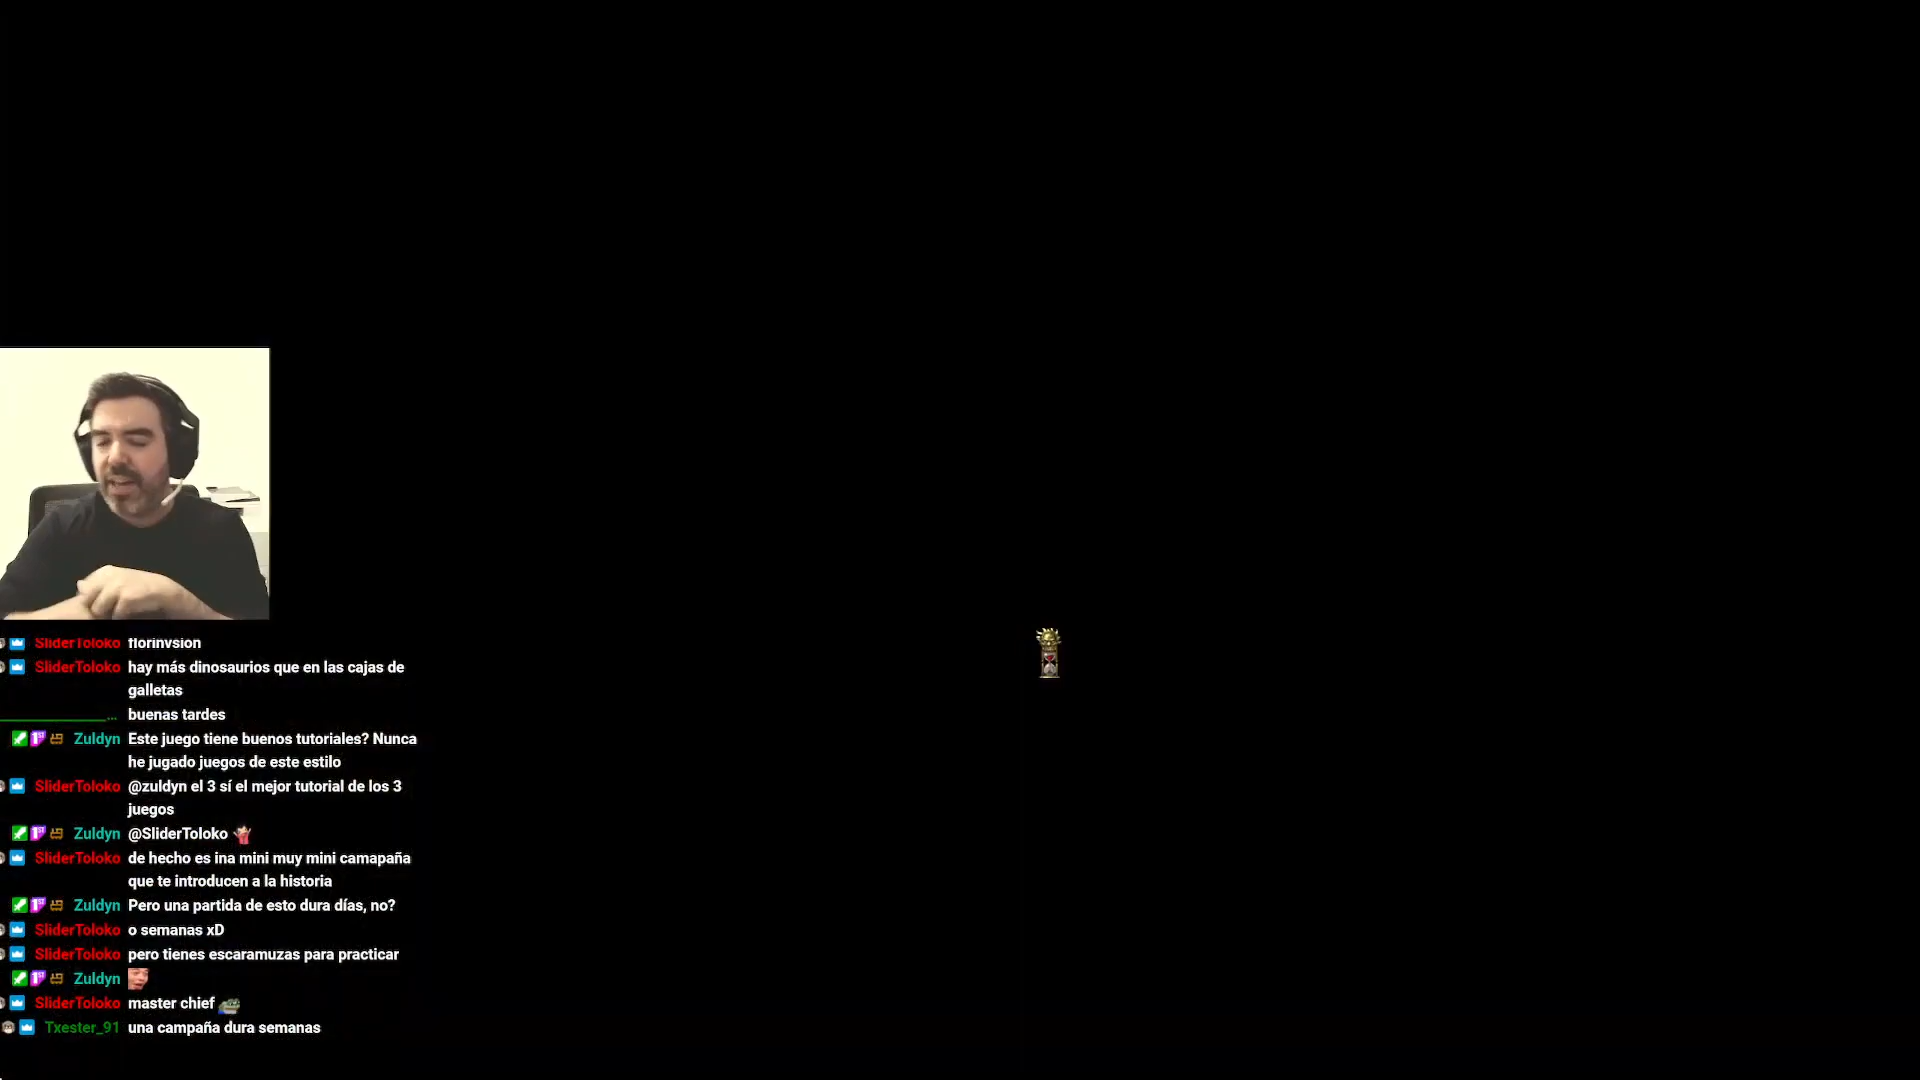 SliderToloko florinvsion
SliderToloko hay más dinosaurios que en las cajas de
galletas
buenas tardes
Zuldyn Este juego tiene buenos tutoriales? Nunca
he jugado juegos de este estilo
SliderToloko @zuldyn el 3 sí el mejor tutorial de los 3
juegos
Zuldyn @SliderToloko
SliderToloko de hecho es ina mini muy mini camapaña
que te introducen a la historia
Zuldyn Pero una partida de esto dura días, no?
SliderToloko o semanas xD
SliderToloko pero tienes escaramuzas para practicar
Zuldyn
SliderToloko master chief
Txester_91 una campaña dura semanas